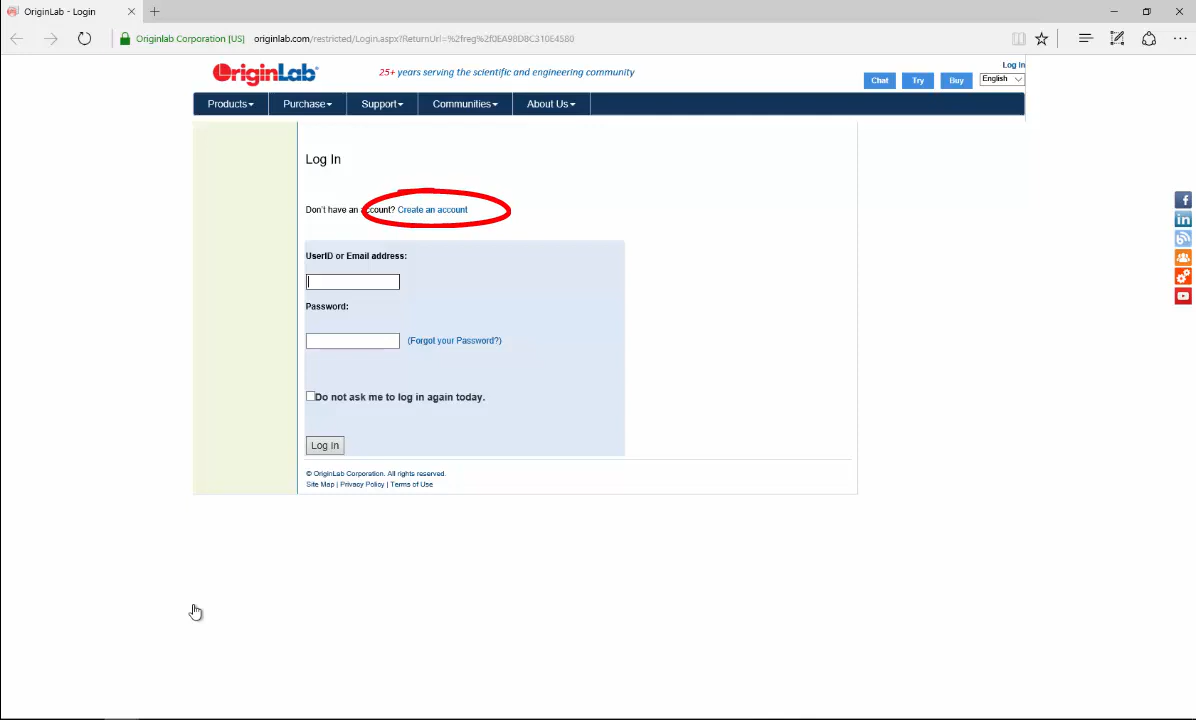 OriginLab - Login
Originlab Corporation [US] originlab.com/restricted/Login.aspx?ReturnUrl=%2freg%2f0EA98D8C310E4580
Log In
OriginLab®
25+ years serving the scientific and engineering community
Chat Try Buy English
Products Purchase Support Communities About Us
Log In
Don't have an account? Create an account
UserID or Email address:
Password:
(Forgot your Password?)
Do not ask me to log in again today.
Log In
© OriginLab Corporation. All rights reserved.
Site Map | Privacy Policy | Terms of Use